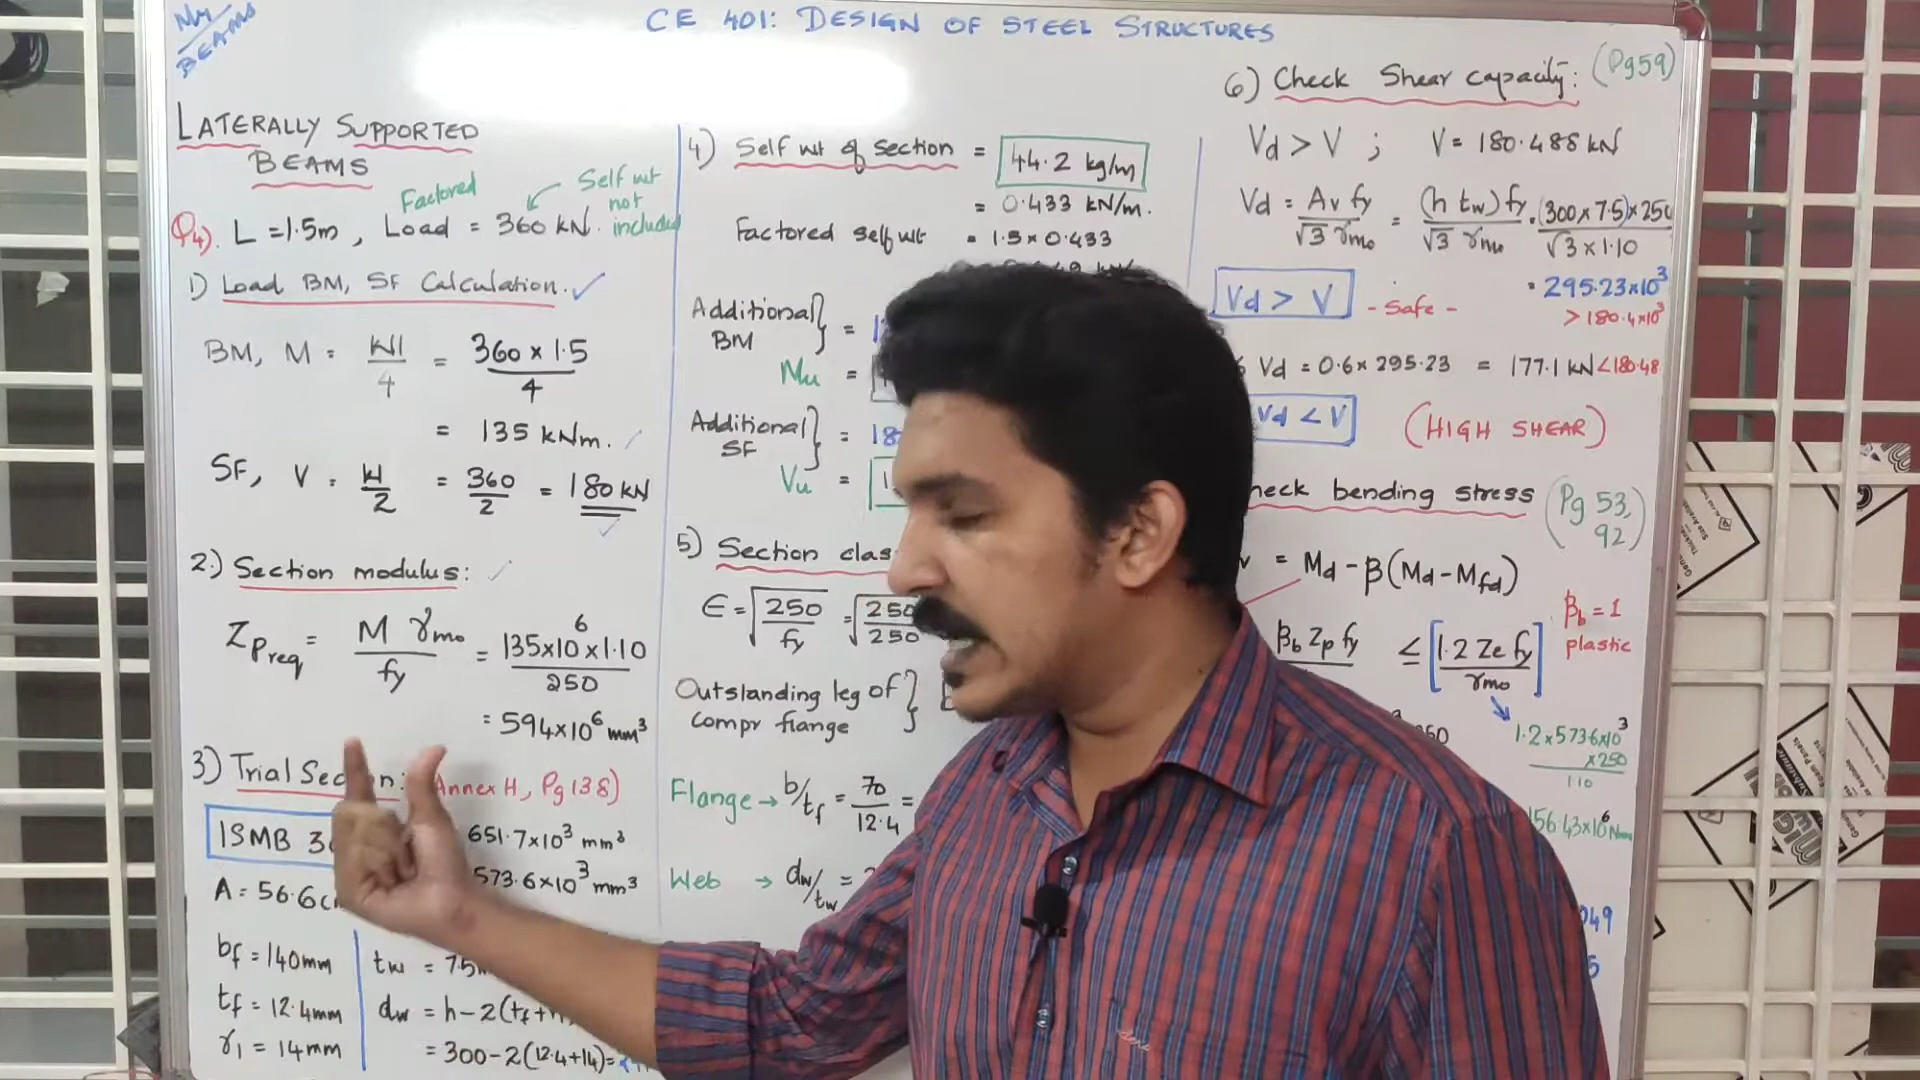 NM/
BEAMS
CE 401: DESIGN OF STEEL STRUCTURES
LATERALLY SUPPORTED
BEAMS
Factored
Self wt
not
included
Q4). L = 1.5m , Load = 360 kN.
1) Load BM, SF Calculation. ✓
BM, M = Wl/4 = 360 x 1.5/4
= 135 kNm.
SF, V = W/2 = 360/2 = 180 kN
2) Section modulus:
Zp req = M γmo/fy = 135x10^6 x 1.10/250
= 594x10^6 mm^3
3) Trial Sec n: Annex H, Pg 138)
ISMB 3
651.7x10^3 mm^3
573.6x10^3 mm^3
A = 56.6
bf = 140mm
tf = 12.4mm
r1 = 14mm
tw = 7.5
dw = h - 2(tf +
= 300 - 2(12.4+14) =
4) Self wt of section = 44.2 kg/m
= 0.433 kN/m.
Factored self wt = 1.5 x 0.433
Additional BM } =
Mu =
Additional SF } = 18
Vu =
5) Section clas
ϵ = √250/fy = √250/250
Outstanding leg of
compr flange }
Flange → b/tf = 70/12.4 =
Web → dw/tw =
6) Check Shear capacity: (Pg 59)
Vd > V ; V = 180.488 kN
Vd = Av fy/√3 γmo = (h tw) fy/√3 γmo = (300 x 7.5) x 250/√3 x 1.10
= 295.23x10^3
> 180.4x10^3
Vd > V - Safe -
Vd = 0.6 x 295.23 = 177.1 kN < 180.48
Vd < V (HIGH SHEAR)
heck bending stress (Pg 53, 92)
= Md - β(Md - Mfd)
βb = 1
plastic
βb Zp fy ≤ [1.2 Ze fy/γmo]
1.2 x 573.6x10^3
x250
1.10
156.43x10^6